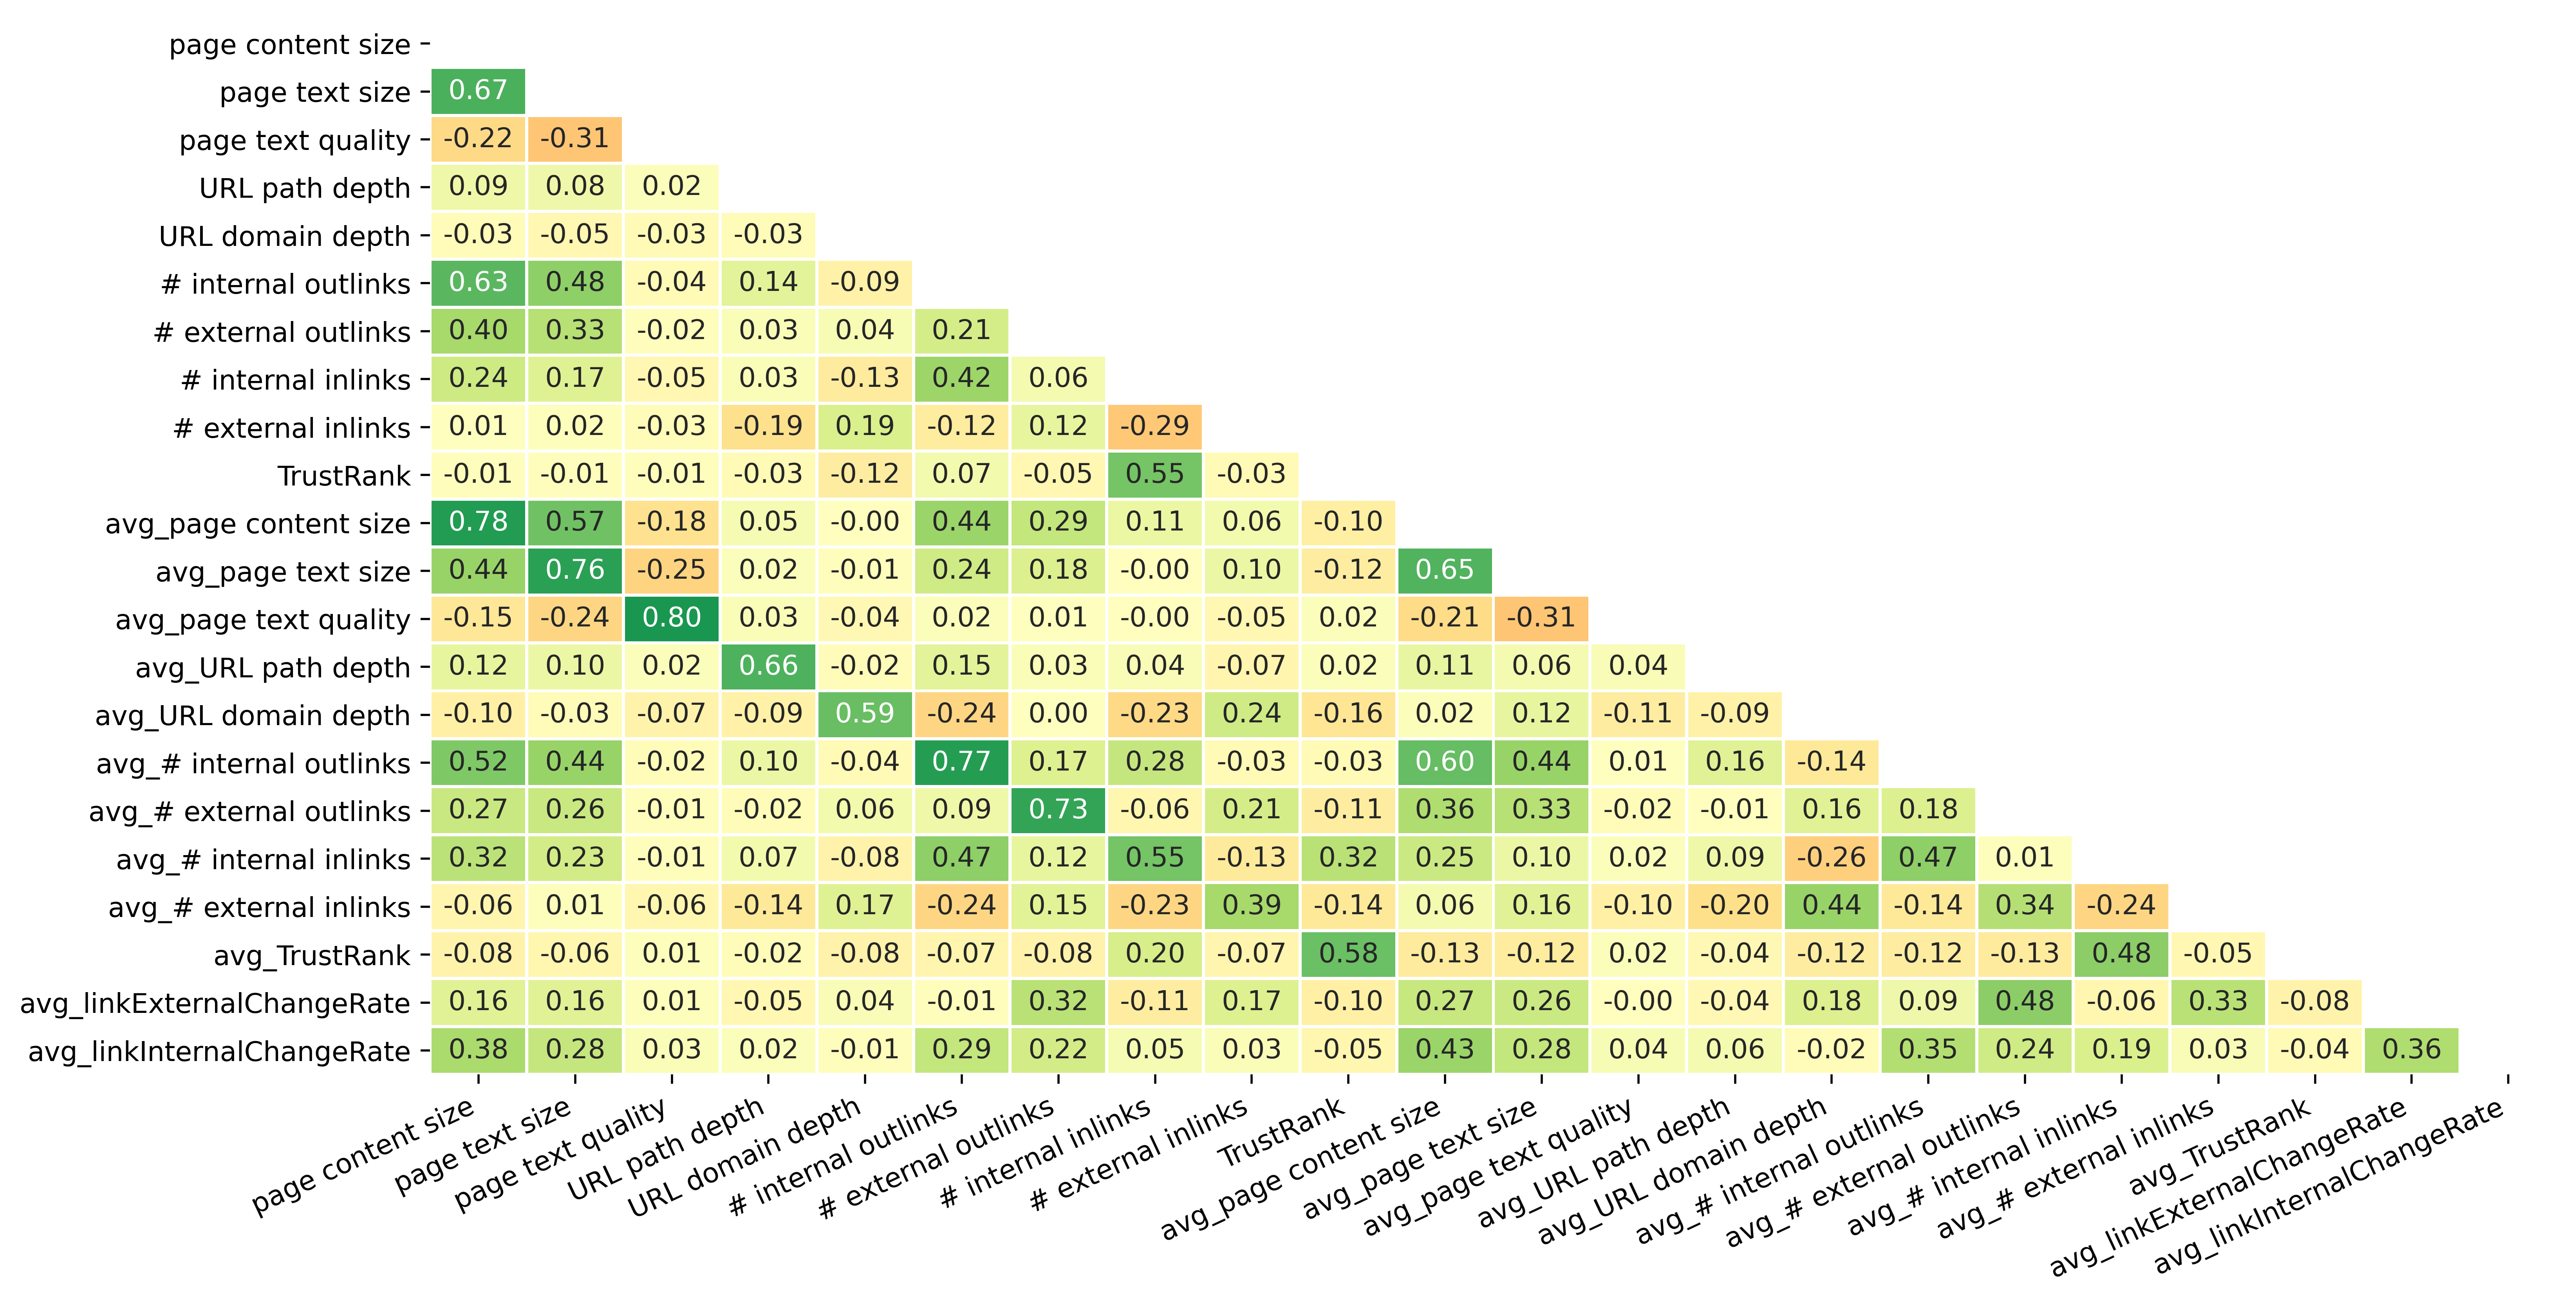 page content size
page text size 0.67
page text quality -0.22 -0.31
URL path depth 0.09 0.08 0.02
URL domain depth -0.03 -0.05 -0.03 -0.03
# internal outlinks 0.63 0.48 -0.04 0.14 -0.09
# external outlinks 0.40 0.33 -0.02 0.03 0.04 0.21
# internal inlinks 0.24 0.17 -0.05 0.03 -0.13 0.42 0.06
# external inlinks 0.01 0.02 -0.03 -0.19 0.19 -0.12 0.12 -0.29
TrustRank -0.01 -0.01 -0.01 -0.03 -0.12 0.07 -0.05 0.55 -0.03
avg_page content size 0.78 0.57 -0.18 0.05 -0.00 0.44 0.29 0.11 0.06 -0.10
avg_page text size 0.44 0.76 -0.25 0.02 -0.01 0.24 0.18 -0.00 0.10 -0.12 0.65
avg_page text quality -0.15 -0.24 0.80 0.03 -0.04 0.02 0.01 -0.00 -0.05 0.02 -0.21 -0.31
avg_URL path depth 0.12 0.10 0.02 0.66 -0.02 0.15 0.03 0.04 -0.07 0.02 0.11 0.06 0.04
avg_URL domain depth -0.10 -0.03 -0.07 -0.09 0.59 -0.24 0.00 -0.23 0.24 -0.16 0.02 0.12 -0.11 -0.09
avg_# internal outlinks 0.52 0.44 -0.02 0.10 -0.04 0.77 0.17 0.28 -0.03 -0.03 0.60 0.44 0.01 0.16 -0.14
avg_# external outlinks 0.27 0.26 -0.01 -0.02 0.06 0.09 0.73 -0.06 0.21 -0.11 0.36 0.33 -0.02 -0.01 0.16 0.18
avg_# internal inlinks 0.32 0.23 -0.01 0.07 -0.08 0.47 0.12 0.55 -0.13 0.32 0.25 0.10 0.02 0.09 -0.26 0.47 0.01
avg_# external inlinks -0.06 0.01 -0.06 -0.14 0.17 -0.24 0.15 -0.23 0.39 -0.14 0.06 0.16 -0.10 -0.20 0.44 -0.14 0.34 -0.24
avg_TrustRank -0.08 -0.06 0.01 -0.02 -0.08 -0.07 -0.08 0.20 -0.07 0.58 -0.13 -0.12 0.02 -0.04 -0.12 -0.12 -0.13 0.48 -0.05
avg_linkExternalChangeRate 0.16 0.16 0.01 -0.05 0.04 -0.01 0.32 -0.11 0.17 -0.10 0.27 0.26 -0.00 -0.04 0.18 0.09 0.48 -0.06 0.33 -0.08
avg_linkInternalChangeRate 0.38 0.28 0.03 0.02 -0.01 0.29 0.22 0.05 0.03 -0.05 0.43 0.28 0.04 0.06 -0.02 0.35 0.24 0.19 0.03 -0.04 0.36
page content size
page text size
page text quality
URL path depth
URL domain depth
# internal outlinks
# external outlinks
# internal inlinks
# external inlinks
TrustRank
avg_page content size
avg_page text size
avg_page text quality
avg_URL path depth
avg_URL domain depth
avg_# internal outlinks
avg_# external outlinks
avg_# internal inlinks
avg_# external inlinks
avg_TrustRank
avg_linkExternalChangeRate
avg_linkInternalChangeRate